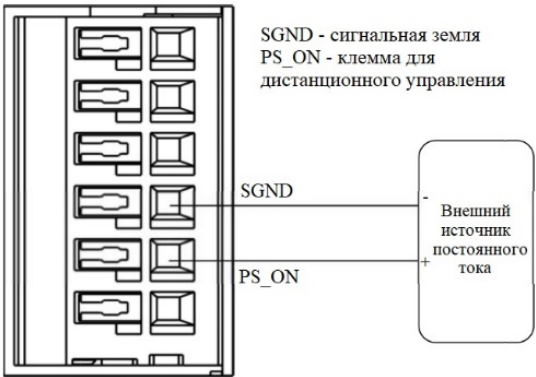 SGND - сигнальная земля
PS_ON - клемма для
дистанционного управления
SGND
PS_ON
-
Внешний
источник
постоянного
+
тока